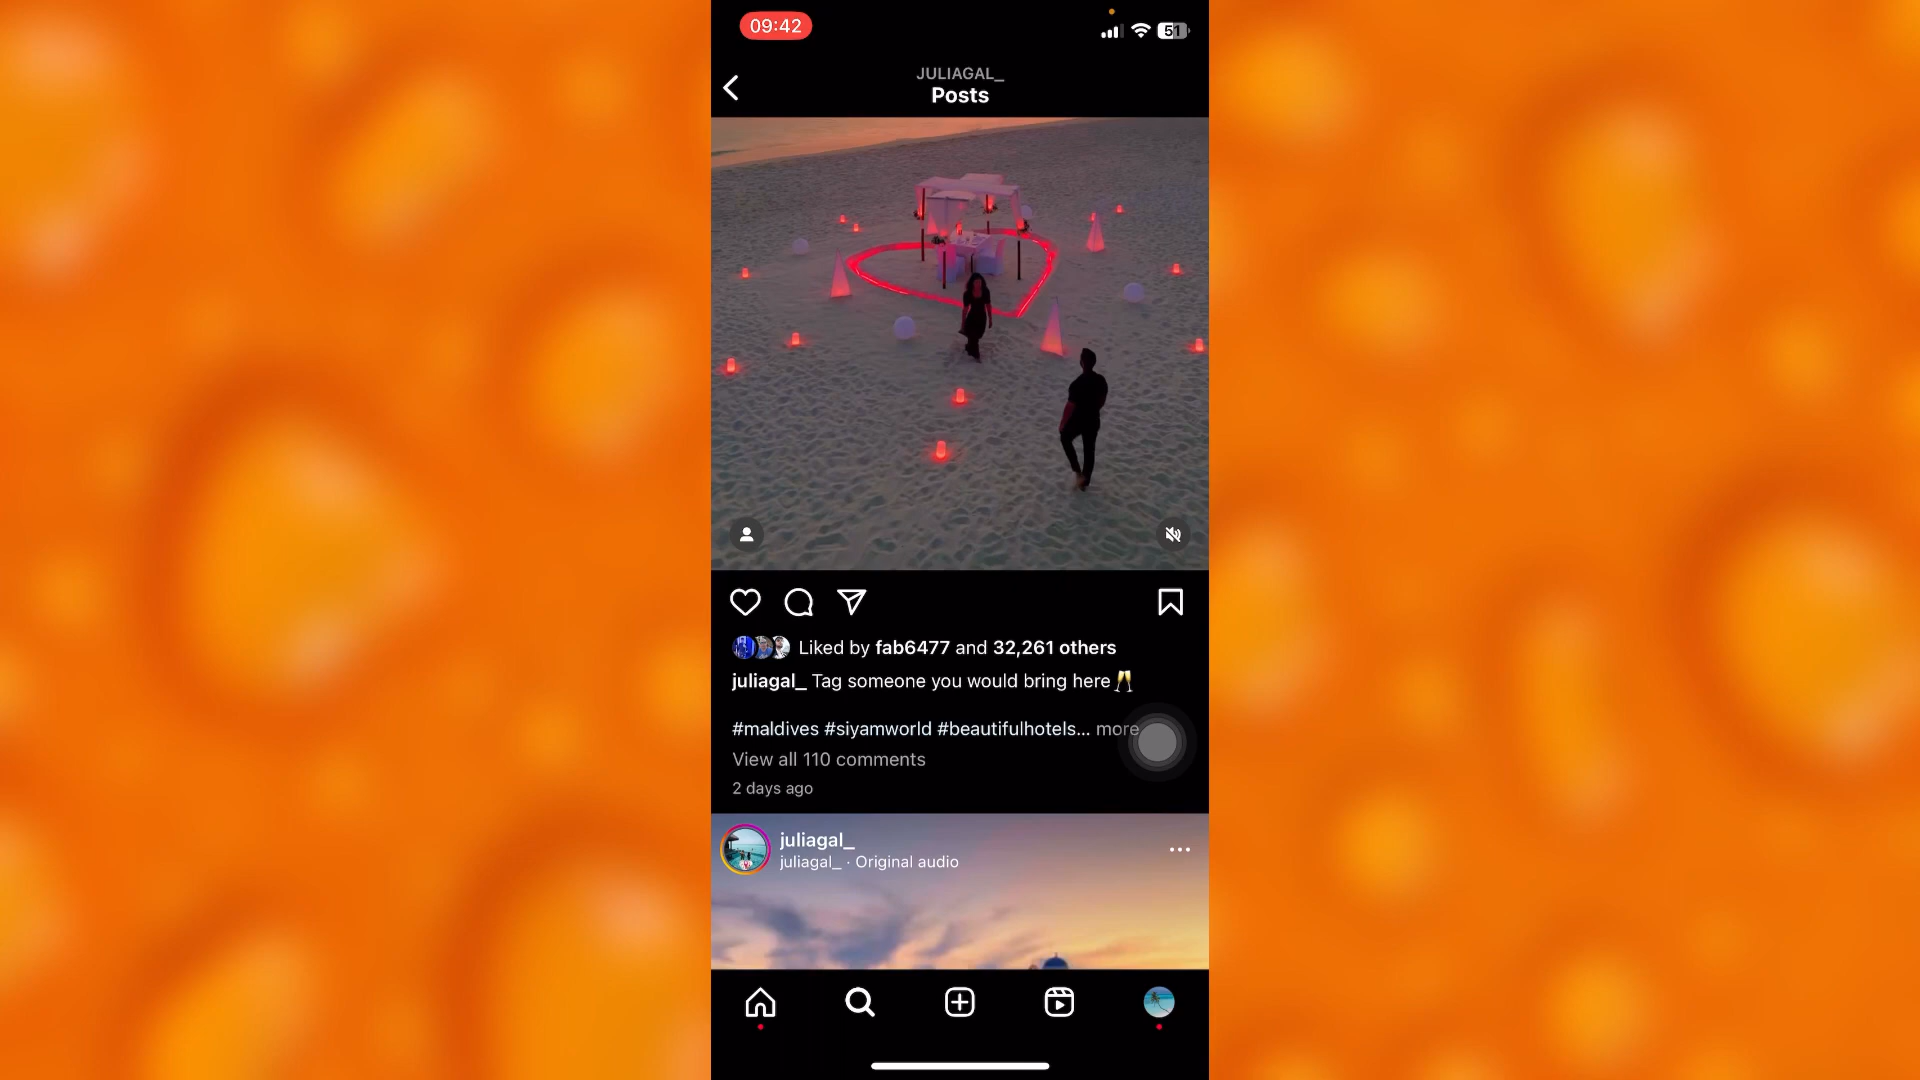 09:42
51
JULIAGAL_
Posts
Liked by fab6477 and 32,261 others
juliagal_ Tag someone you would bring here🥂
#maldives #siyamworld #beautifulhotels... more
View all 110 comments
2 days ago
juliagal_
juliagal_ · Original audio